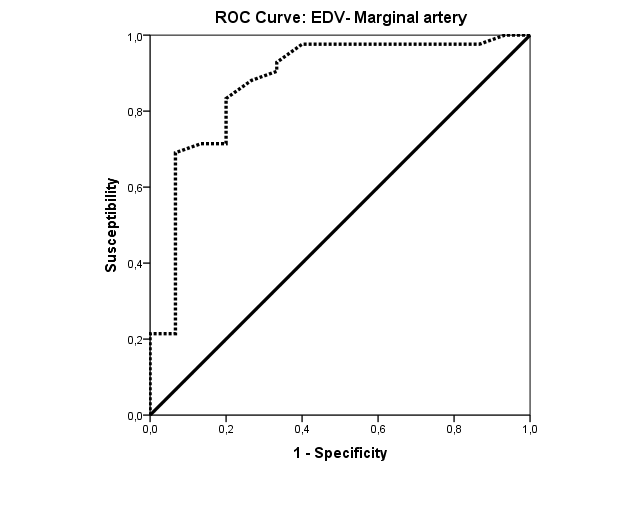 ROC Curve: EDV- Marginal artery
1,0
0,8
0,6
0,4
0,2
0,0
Susceptibility
0,0 0,2 0,4 0,6 0,8 1,0
1 - Specificity